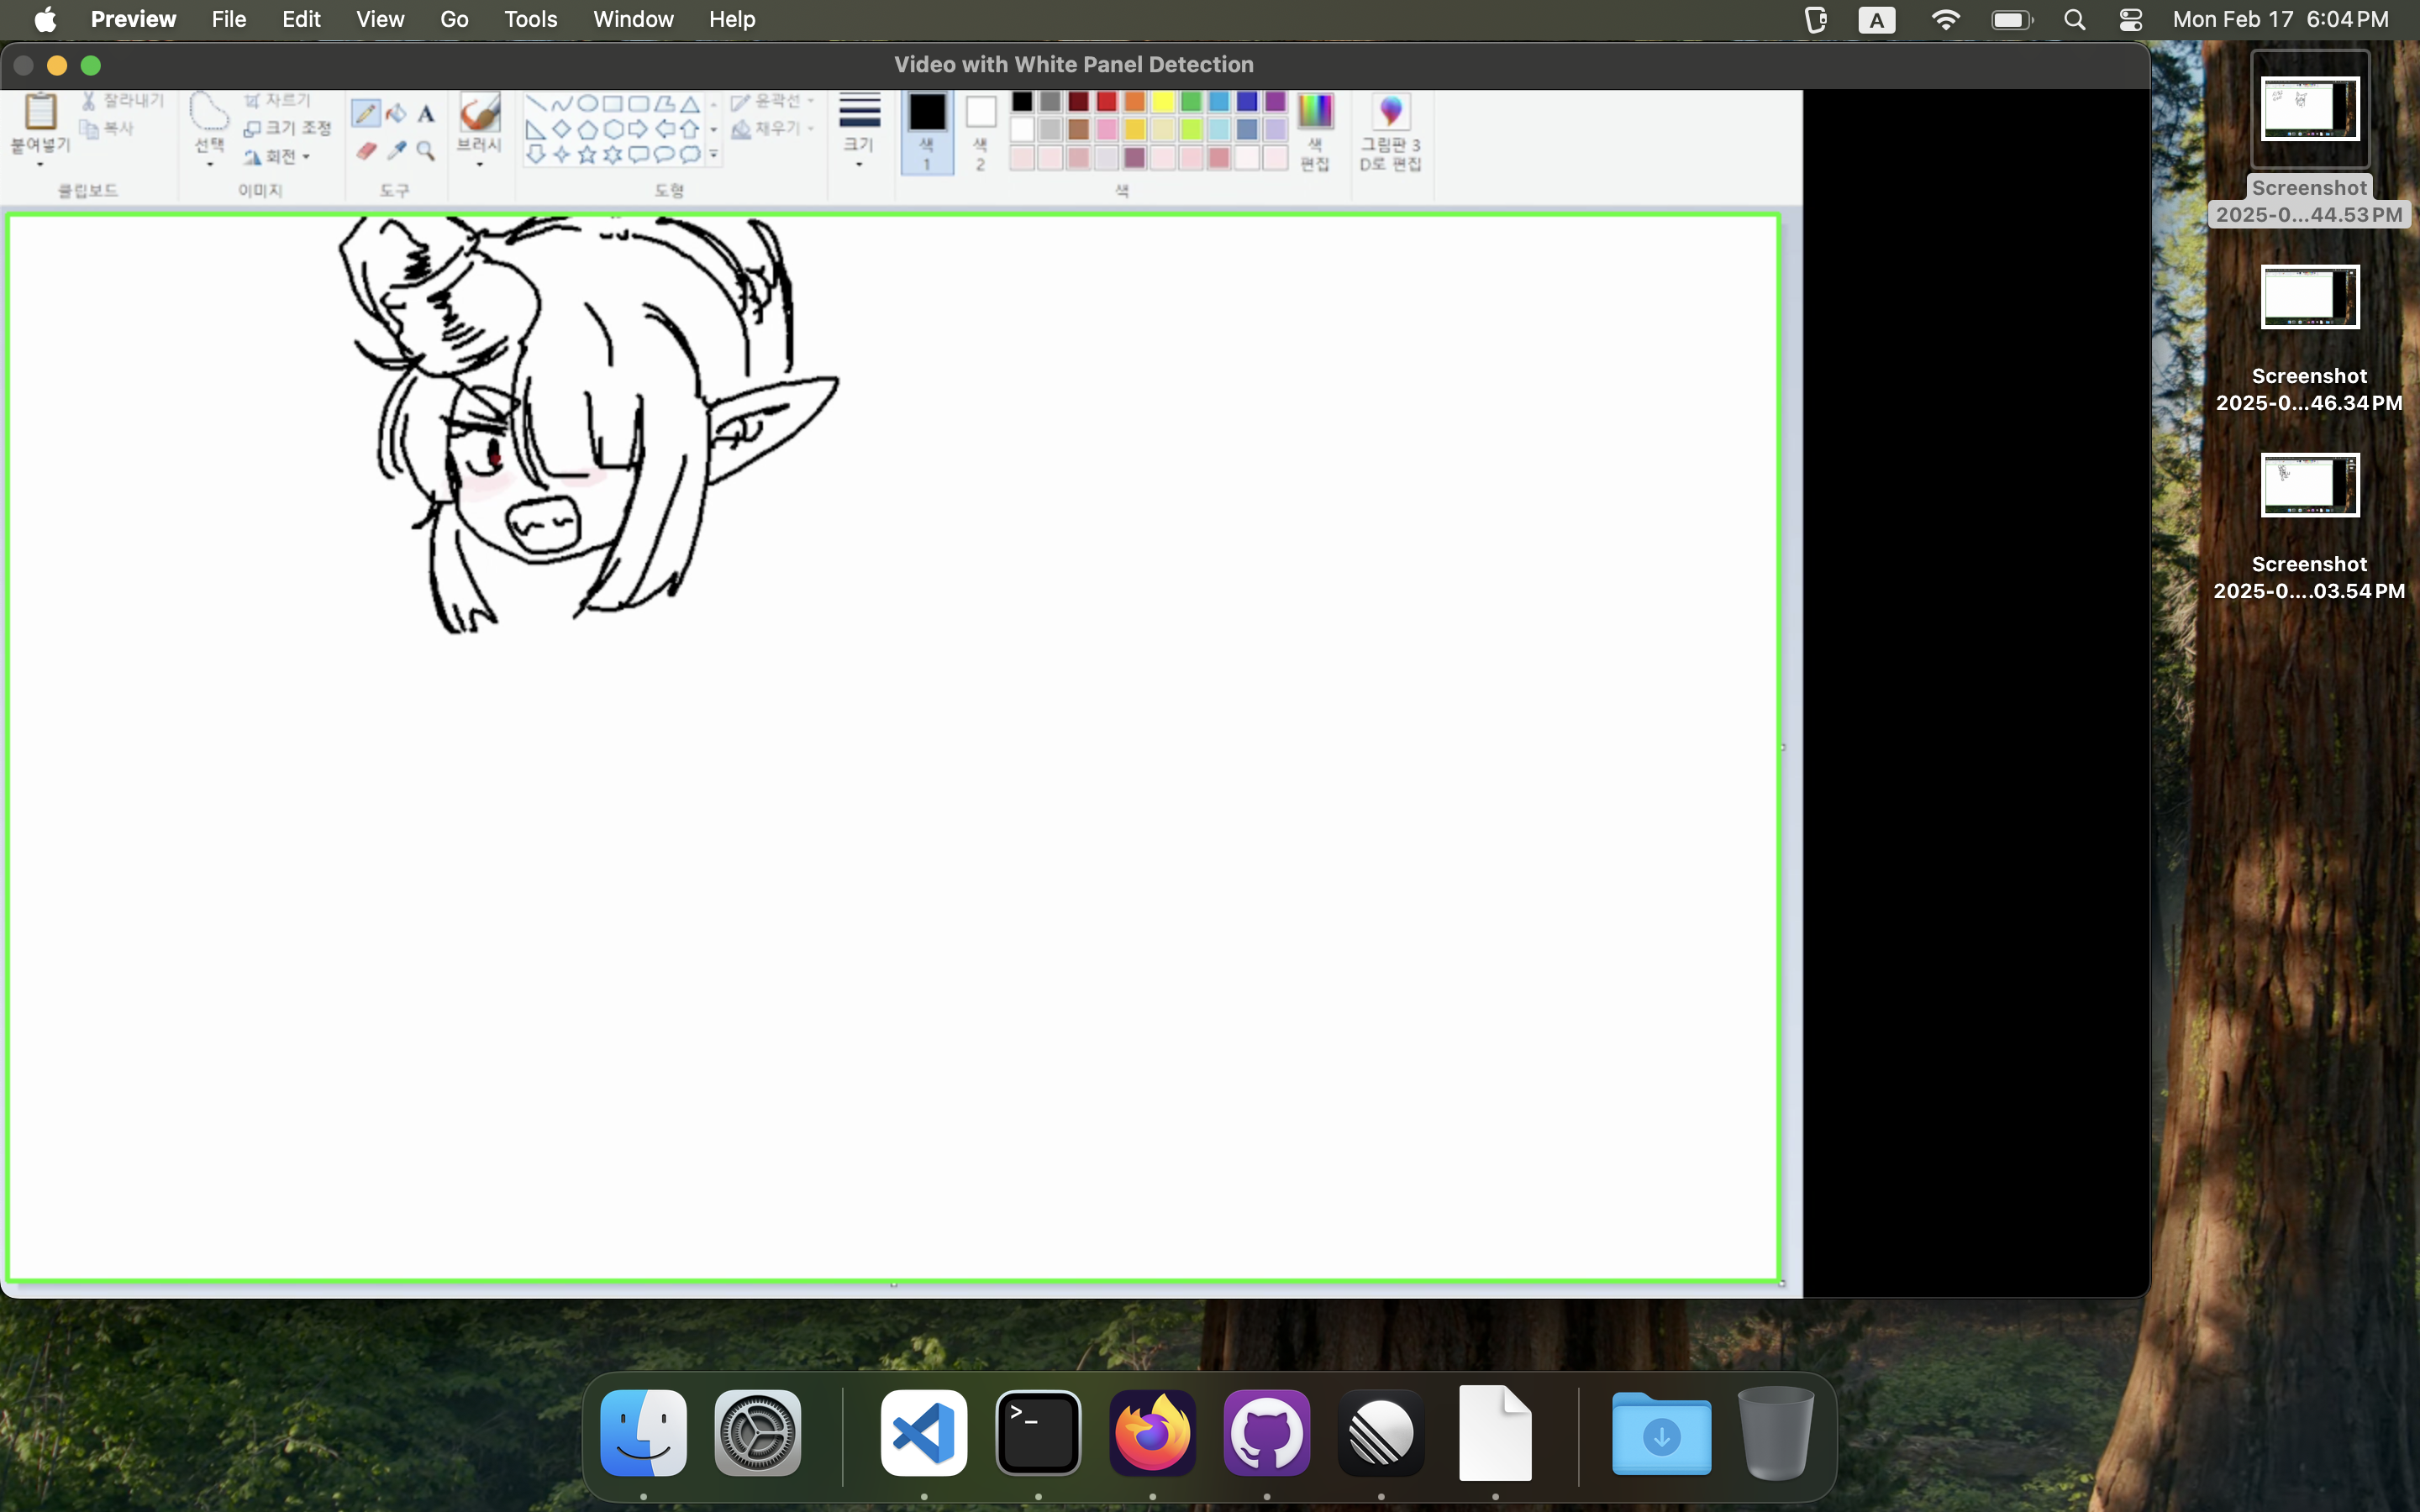 Preview File Edit View Go Tools Window Help A Mon Feb 17 6:04 PM
Video with White Panel Detection
붙여넣기
잘라내기
복사
클립보드
선택
자르기
크기 조정
회전
이미지
A
도구
브러시
도형
윤곽선
채우기
크기
색
1
색
2
색
편집
색
그림판 3
D로 편집
Screenshot
2025-0...44.53 PM
Screenshot
2025-0...46.34 PM
Screenshot
2025-0....03.54 PM
>_